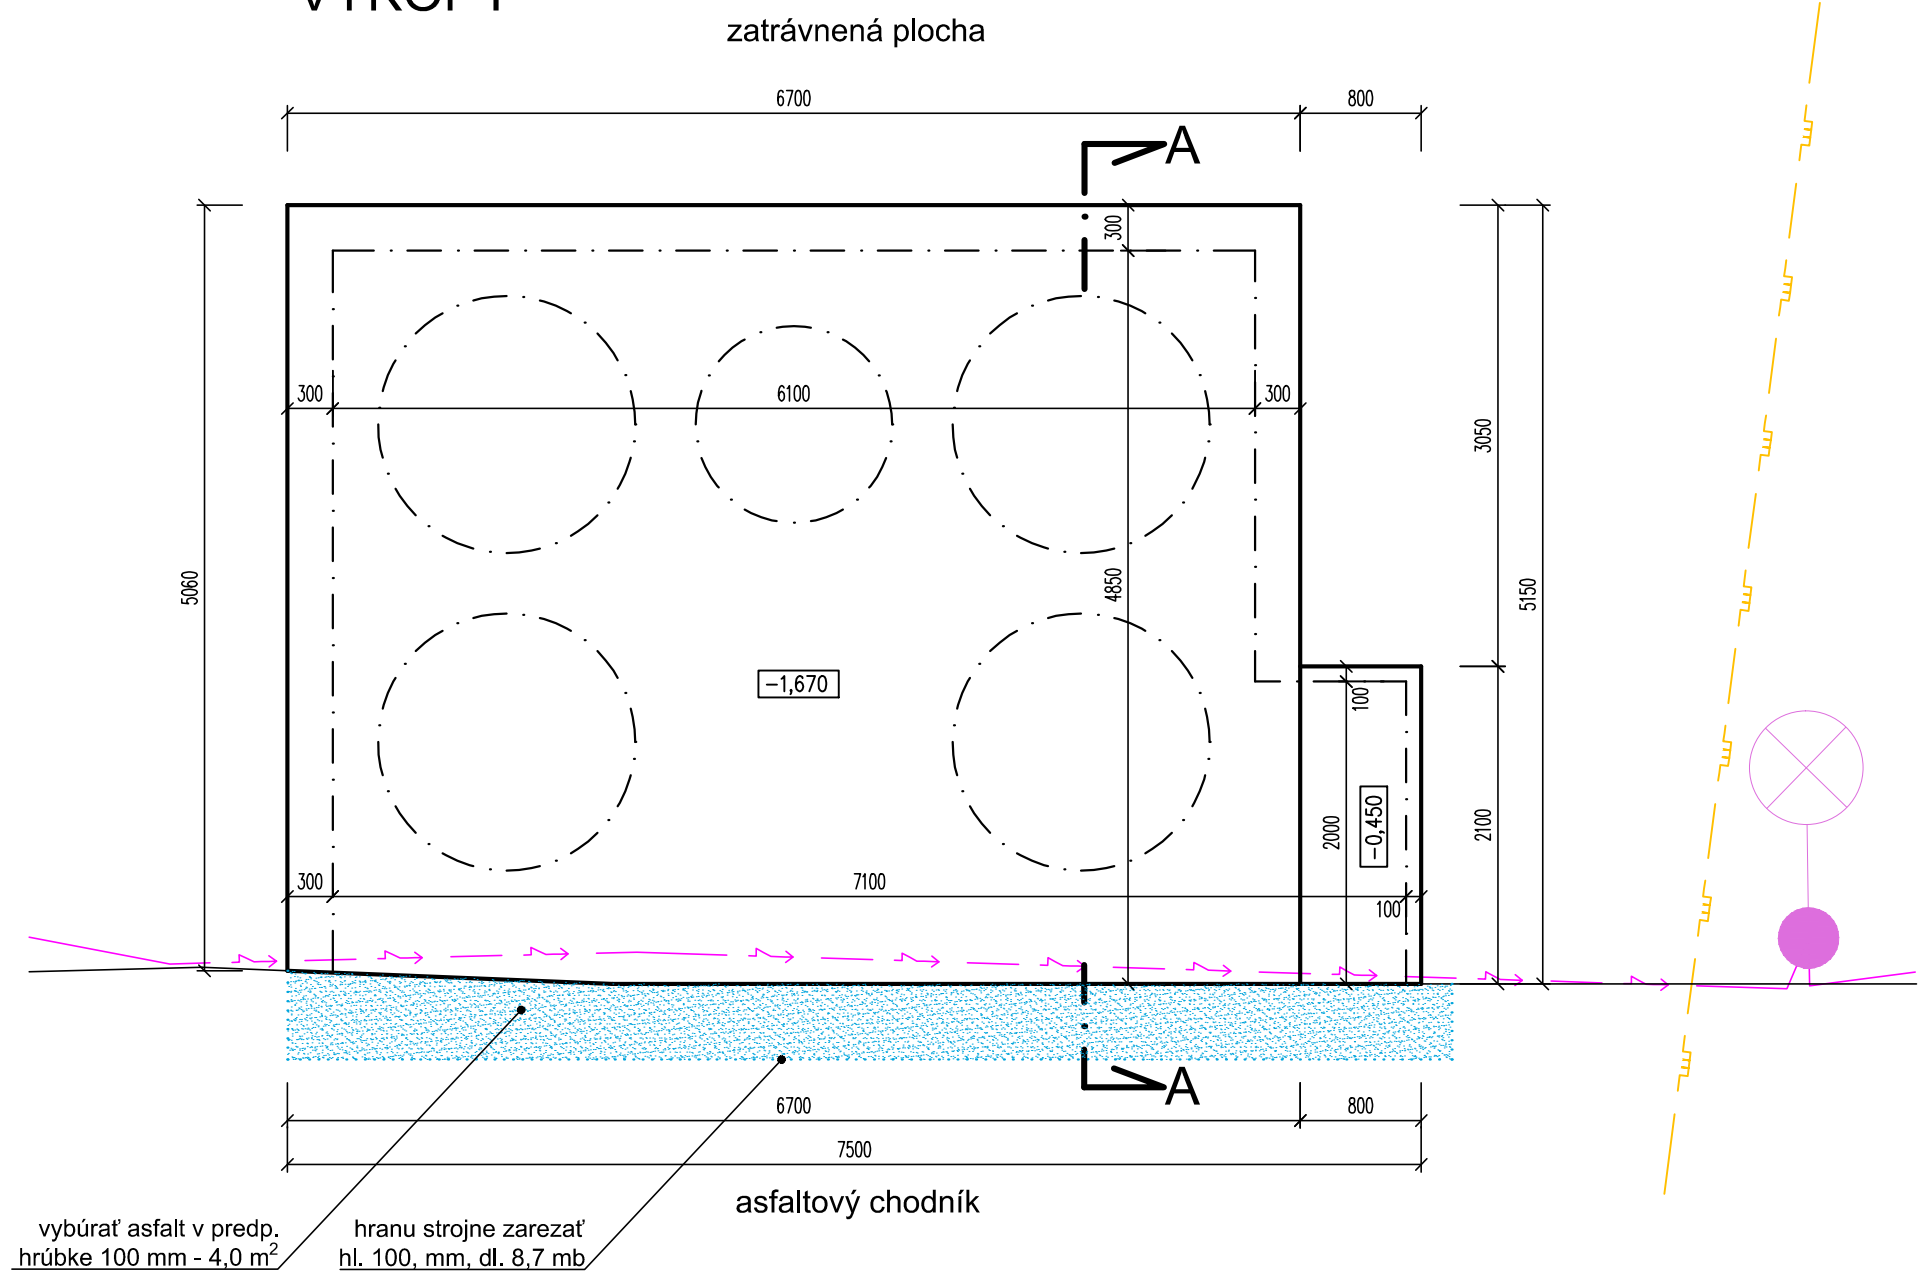 zatrávnená plocha
6700
800
A
300
300
6100
300
3050
5060
4850
5150
-1,670
100
2000
-0,450
2100
300
7100
100
A
6700
800
7500
asfaltový chodník
vybúrať asfalt v predp.
hrúbke 100 mm - 4,0 m²
hranu strojne zarezať
hl. 100, mm, dl. 8,7 mb